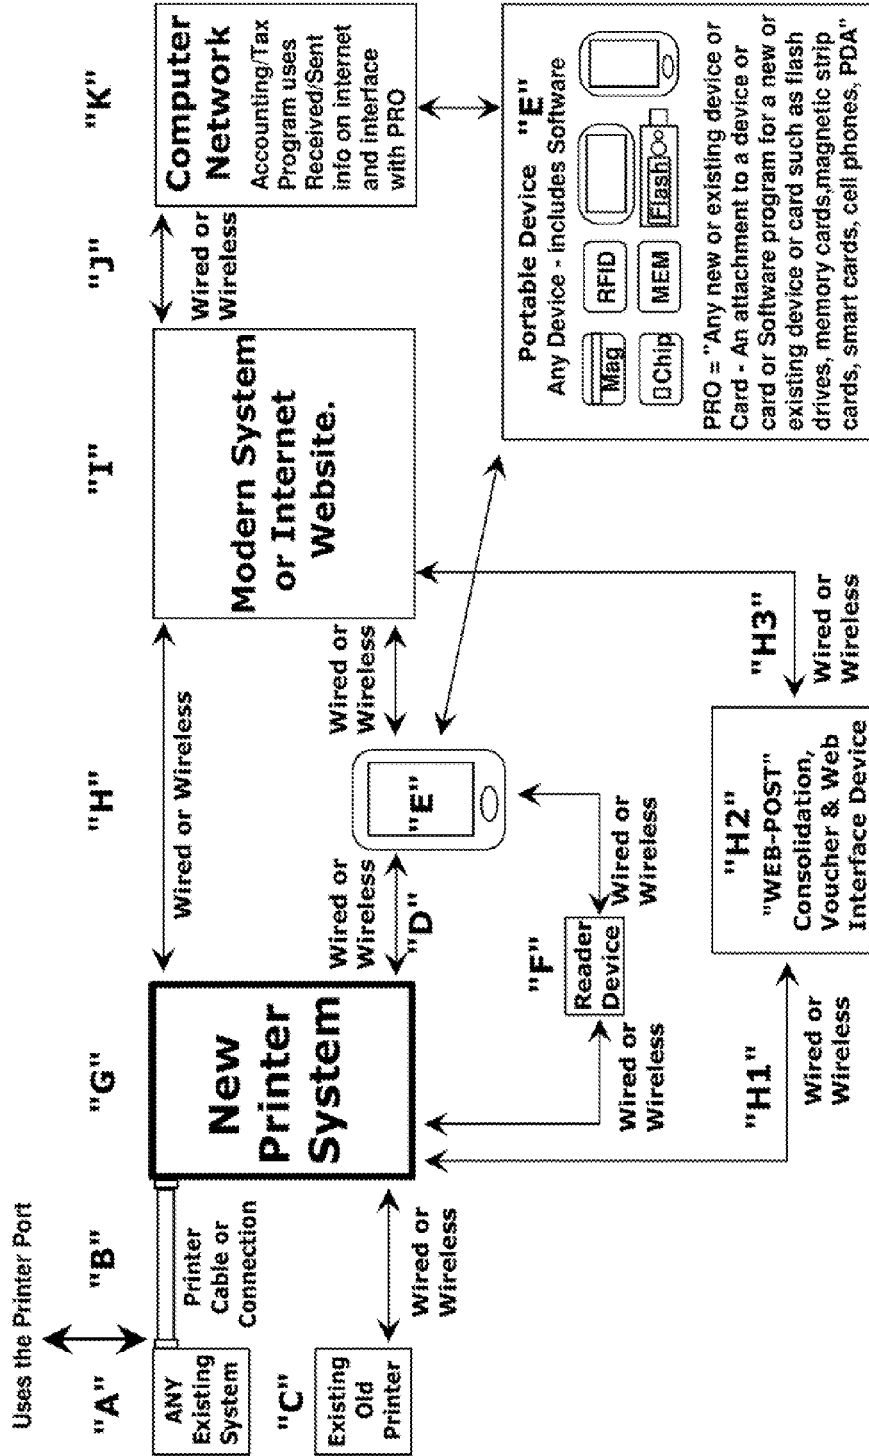 Uses the Printer Port
"A"
"B"
"G"
"H"
"I"
"J"
"K"
ANY
Existing
System
Printer
Cable or
Connection
"C"
Existing
Old
Printer
Wired or
Wireless
New
Printer
System
Wired or Wireless
Wired or
Wireless
"D"
"E"
Wired or
Wireless
Modern System
or Internet
Website.
Wired or
Wireless
Computer
Network
Accounting/Tax
Program uses
Received/Sent
info on internet
and interface
with PRO
"F"
Reader
Device
Wired or
Wireless
Wired or
Wireless
"H1"
Wired or
Wireless
"H2"
"WEB-POST"
Consolidation,
Voucher & Web
Interface Device
"H3"
Wired or
Wireless
Portable Device "E"
Any Device - includes Software
Mag
RFID
Chip
MEM
Flash
PRO = "Any new or existing device or
Card - An attachment to a device or
card or Software program for a new or
existing device or card such as flash
drives, memory cards,magnetic strip
cards, smart cards, cell phones, PDA"